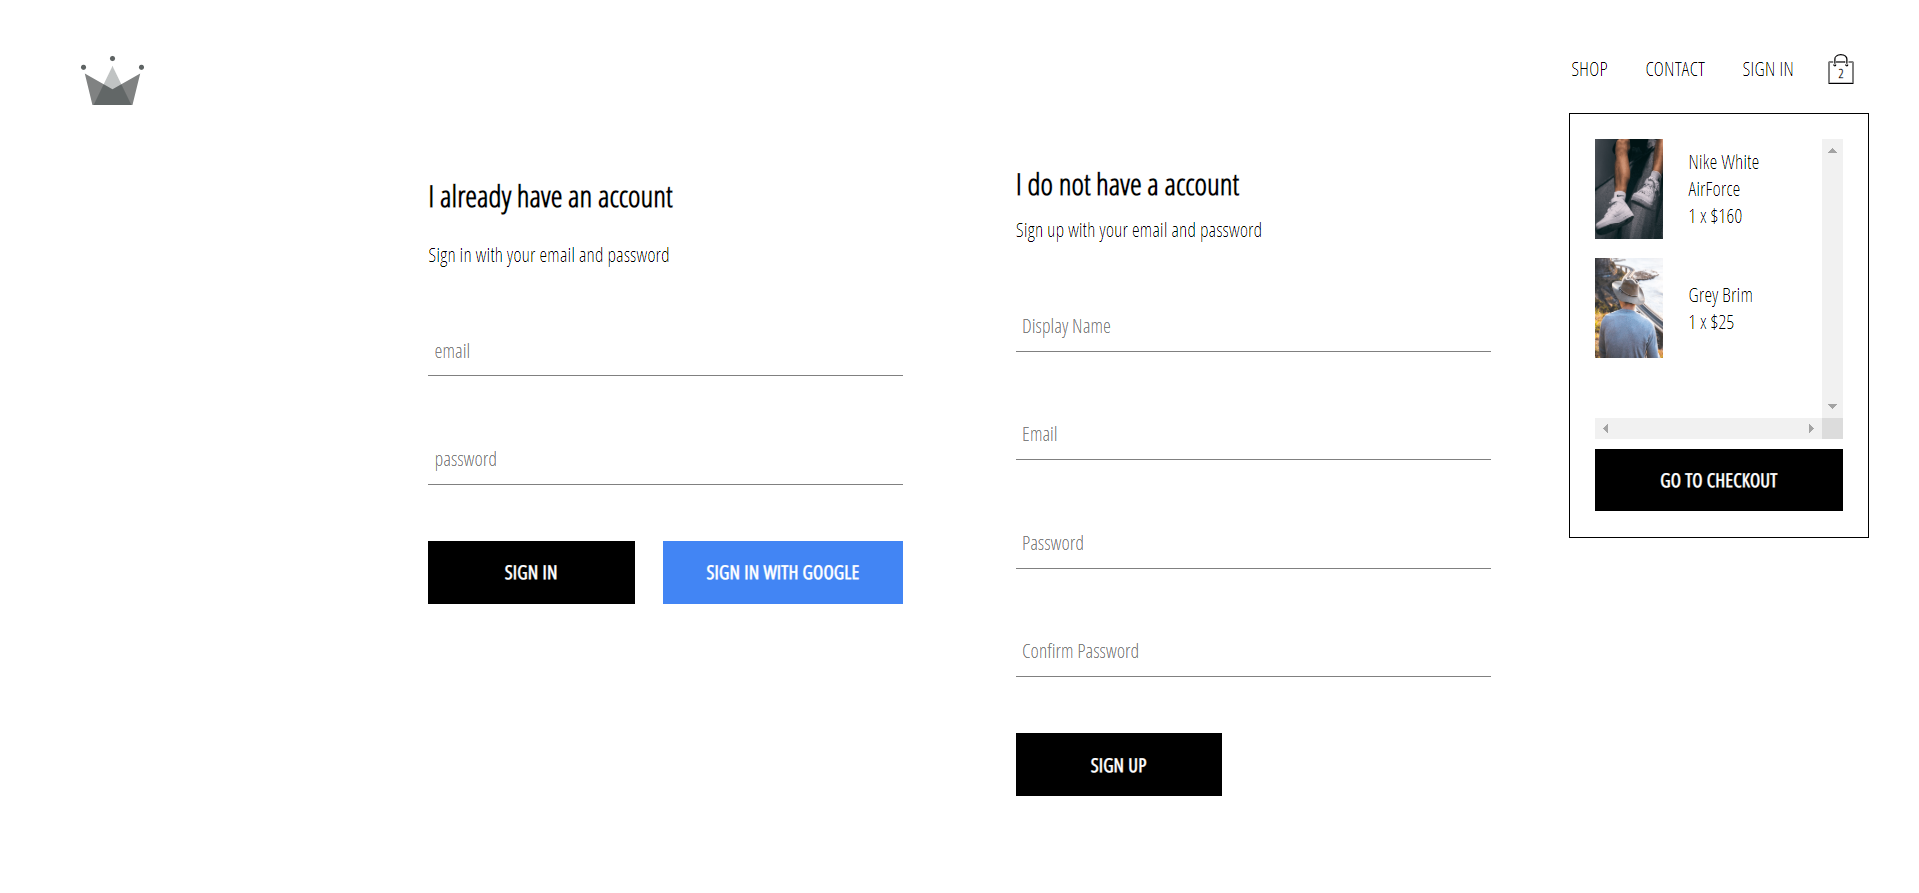 SHOP
CONTACT
SIGN IN
2
I already have an account
Sign in with your email and password
email
password
SIGN IN
SIGN IN WITH GOOGLE
I do not have a account
Sign up with your email and password
Display Name
Email
Password
Confirm Password
SIGN UP
Nike White
AirForce
1 x $160
Grey Brim
1 x $25
GO TO CHECKOUT